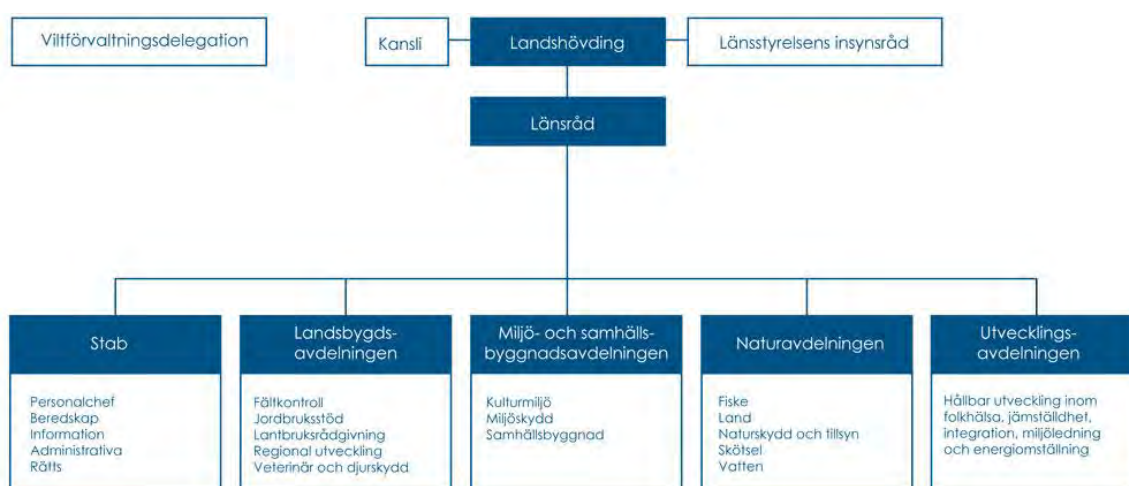 Viltförvaltningsdelegation
Kansli
Landshövding
Länsstyrelsens insynsråd
Länsråd
Stab
Personalchef
Beredskap
Information
Administrativa
Rätts
Landsbygds-
avdelningen
Fältkontroll
Jordbruksstöd
Lantbruksrådgivning
Regional utveckling
Veterinär och djurskydd
Miljö- och samhälls-
byggnadsavdelningen
Kulturmiljö
Miljöskydd
Samhällsbyggnad
Naturavdelningen
Fiske
Land
Naturskydd och tillsyn
Skötsel
Vatten
Utvecklings-
avdelningen
Hållbar utveckling inom
folkhälsa, jämställdhet,
integration, miljöledning
och energiomställning